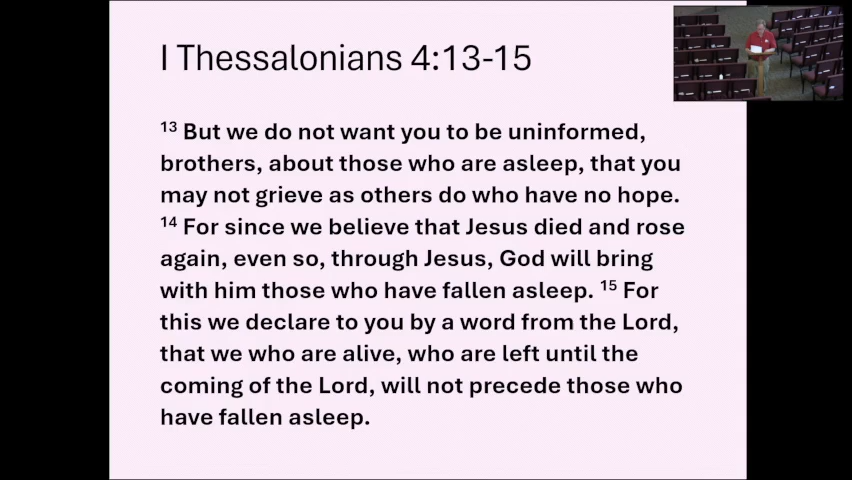 I Thessalonians 4:13-15
13 But we do not want you to be uninformed,
brothers, about those who are asleep, that you
may not grieve as others do who have no hope.
14 For since we believe that Jesus died and rose
again, even so, through Jesus, God will bring
with him those who have fallen asleep. 15 For
this we declare to you by a word from the Lord,
that we who are alive, who are left until the
coming of the Lord, will not precede those who
have fallen asleep.